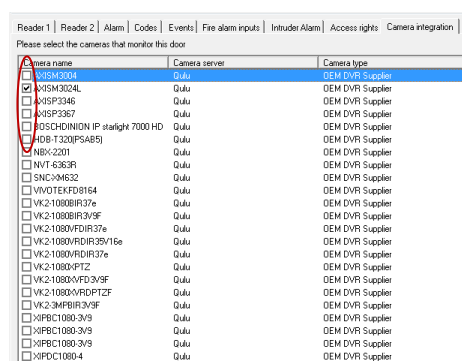 Reader 1 | Reader 2 | Alarm | Codes | Events | Fire alarm inputs | Intruder Alarm | Access rights | Camera integration
Please select the cameras that monitor this door
Camera name Camera server Camera type
AXISM3004 Qulu OEM DVR Supplier
AXISM3024L Qulu OEM DVR Supplier
AXISP3346 Qulu OEM DVR Supplier
AXISP3367 Qulu OEM DVR Supplier
BOSCHDINION IP starlight 7000 HD Qulu OEM DVR Supplier
HDB-T320(PSAB5) Qulu OEM DVR Supplier
NBX-2201 Qulu OEM DVR Supplier
NVT-6363R Qulu OEM DVR Supplier
SNC-XM632 Qulu OEM DVR Supplier
VIVOTEKFD8164 Qulu OEM DVR Supplier
VK2-1080BIR37e Qulu OEM DVR Supplier
VK2-1080BIR3V9F Qulu OEM DVR Supplier
VK2-1080VFDIR37e Qulu OEM DVR Supplier
VK2-1080VRDIR35V16e Qulu OEM DVR Supplier
VK2-1080VRDIR37e Qulu OEM DVR Supplier
VK2-1080XPTZ Qulu OEM DVR Supplier
VK2-1080XVFD3V9F Qulu OEM DVR Supplier
VK2-1080XVRDPTZF Qulu OEM DVR Supplier
VK2-3MPBIR3V9F Qulu OEM DVR Supplier
XIPBC1080-3V9 Qulu OEM DVR Supplier
XIPBC1080-3V9 Qulu OEM DVR Supplier
XIPBC1080-3V9 Qulu OEM DVR Supplier
XIPDC1080-4 Qulu OEM DVR Supplier